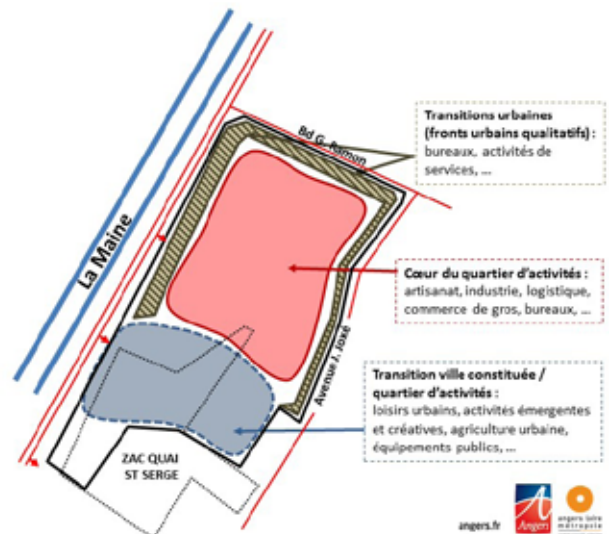 Bd G. Ramon
La Maine
Avenue J. Joxé
ZAC QUAI
ST SERGE
Transitions urbaines
(fronts urbains qualitatifs) :
bureaux, activités de
services, ...
Cœur du quartier d'activités :
artisanat, industrie, logistique,
commerce de gros, bureaux, ...
Transition ville constituée /
quartier d'activités :
loisirs urbains, activités émergentes
et créatives, agriculture urbaine,
équipements publics, ...
angers.fr
Angers
angers loire
métropole